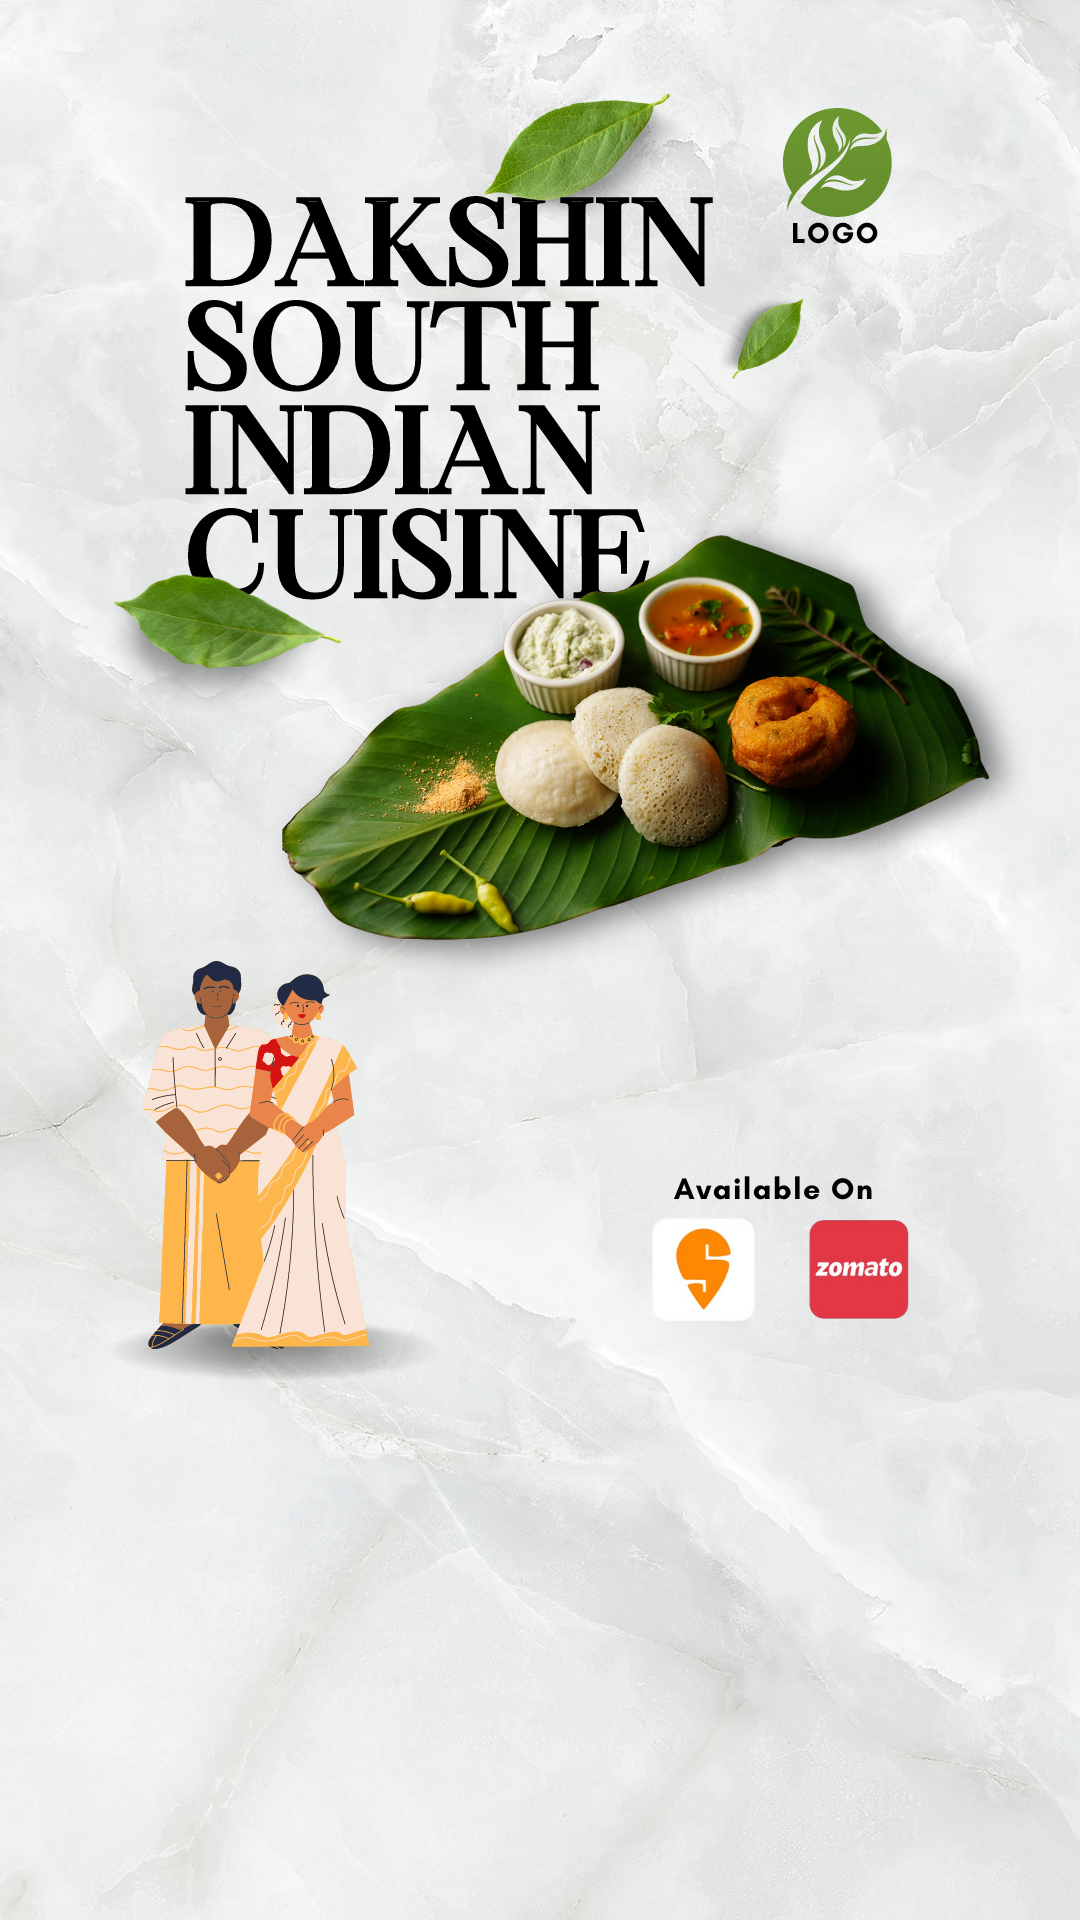 DAKSHIN
SOUTH
INDIAN
CUISINE
LOGO
Available On
zomato